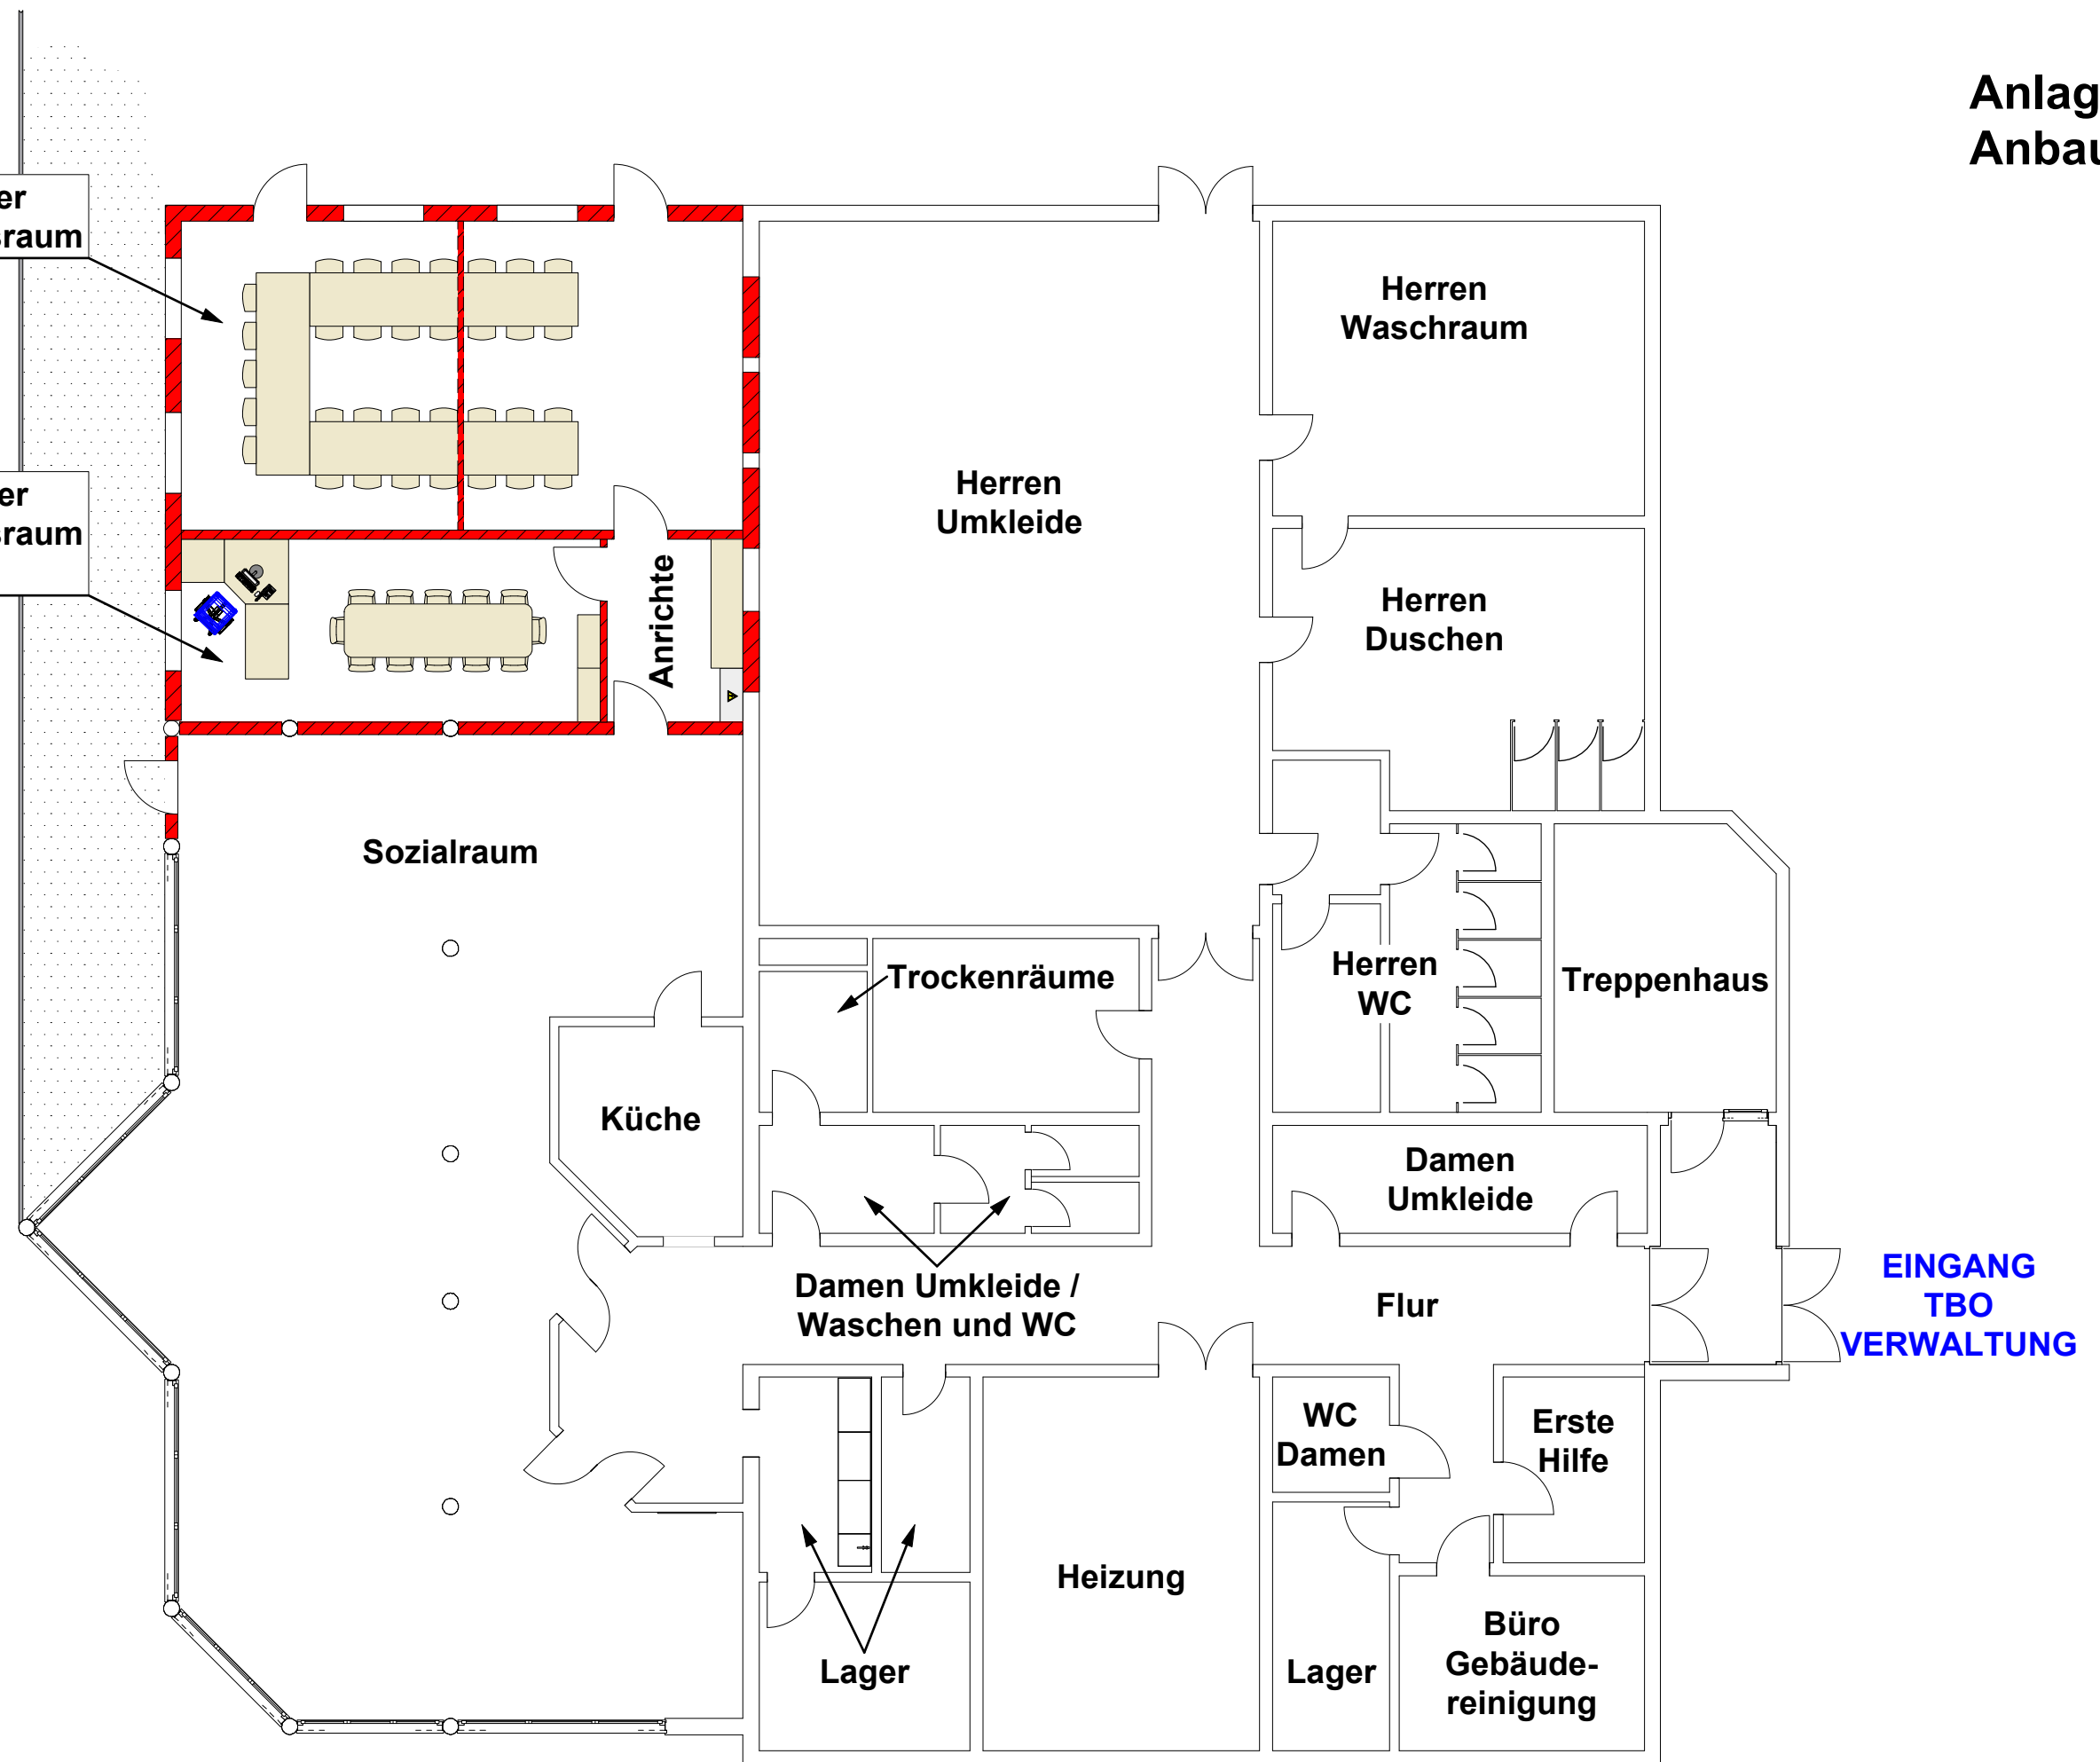 Anlag
Anbau
er
sraum
er
sraum
Herren
Waschraum
Herren
Umkleide
Anrichte
Herren
Duschen
Sozialraum
Trockenräume
Herren
WC
Treppenhaus
Küche
Damen
Umkleide
Damen Umkleide /
Waschen und WC
Flur
EINGANG
TBO
VERWALTUNG
WC
Damen
Erste
Hilfe
Heizung
Lager
Lager
Büro
Gebäude-
reinigung